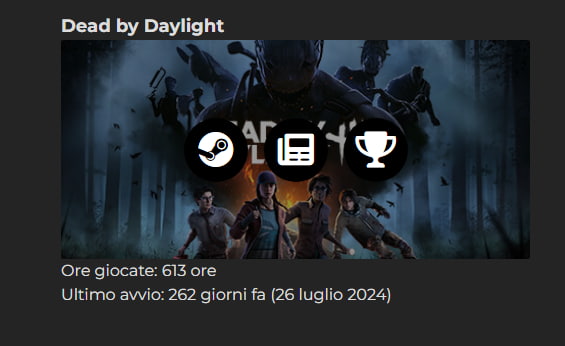 Dead by Daylight
Ore giocate: 613 ore
Ultimo avvio: 262 giorni fa (26 luglio 2024)